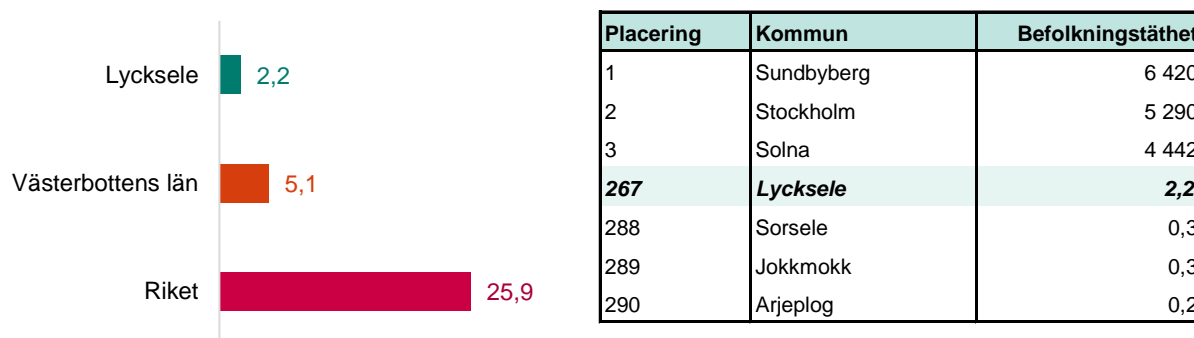 Lycksele 2,2
Västerbottens län 5,1
Riket 25,9
Placering Kommun Befolkningstäthet
1 Sundbyberg 6 420
2 Stockholm 5 290
3 Solna 4 442
267 Lycksele 2,2
288 Sorsele 0,3
289 Jokkmokk 0,3
290 Arjeplog 0,2